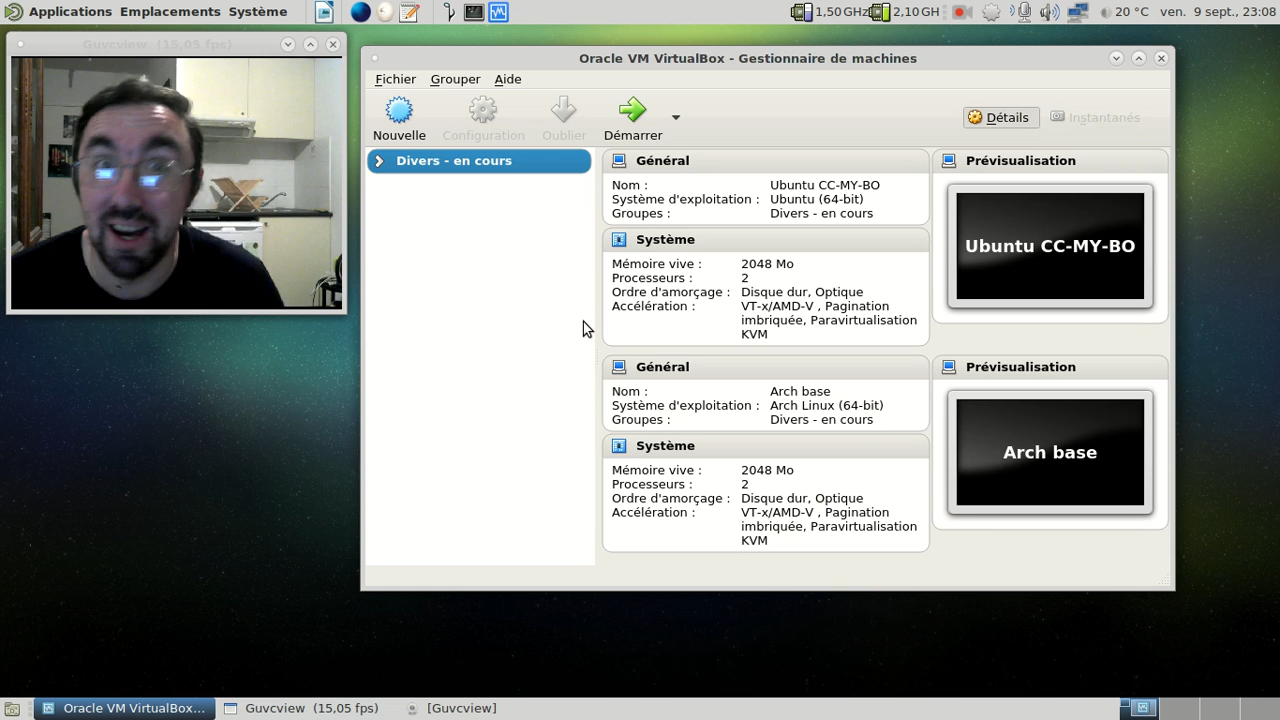 Applications Emplacements Système
1,50 GHz 2,10 GH 20 °C ven. 9 sept., 23:08
Guvcview (15,05 fps)
Oracle VM VirtualBox - Gestionnaire de machines
Fichier Grouper Aide
Nouvelle Configuration Oublier Démarrer Détails Instantanés
Divers - en cours
Général
Nom : Ubuntu CC-MY-BO
Système d'exploitation : Ubuntu (64-bit)
Groupes : Divers - en cours
Prévisualisation
Ubuntu CC-MY-BO
Système
Mémoire vive : 2048 Mo
Processeurs : 2
Ordre d'amorçage : Disque dur, Optique
Accélération : VT-x/AMD-V , Pagination
imbriquée, Paravirtualisation
KVM
Général
Nom : Arch base
Système d'exploitation : Arch Linux (64-bit)
Groupes : Divers - en cours
Prévisualisation
Arch base
Système
Mémoire vive : 2048 Mo
Processeurs : 2
Ordre d'amorçage : Disque dur, Optique
Accélération : VT-x/AMD-V , Pagination
imbriquée, Paravirtualisation
KVM
Oracle VM VirtualBox... Guvcview (15,05 fps) [Guvcview]